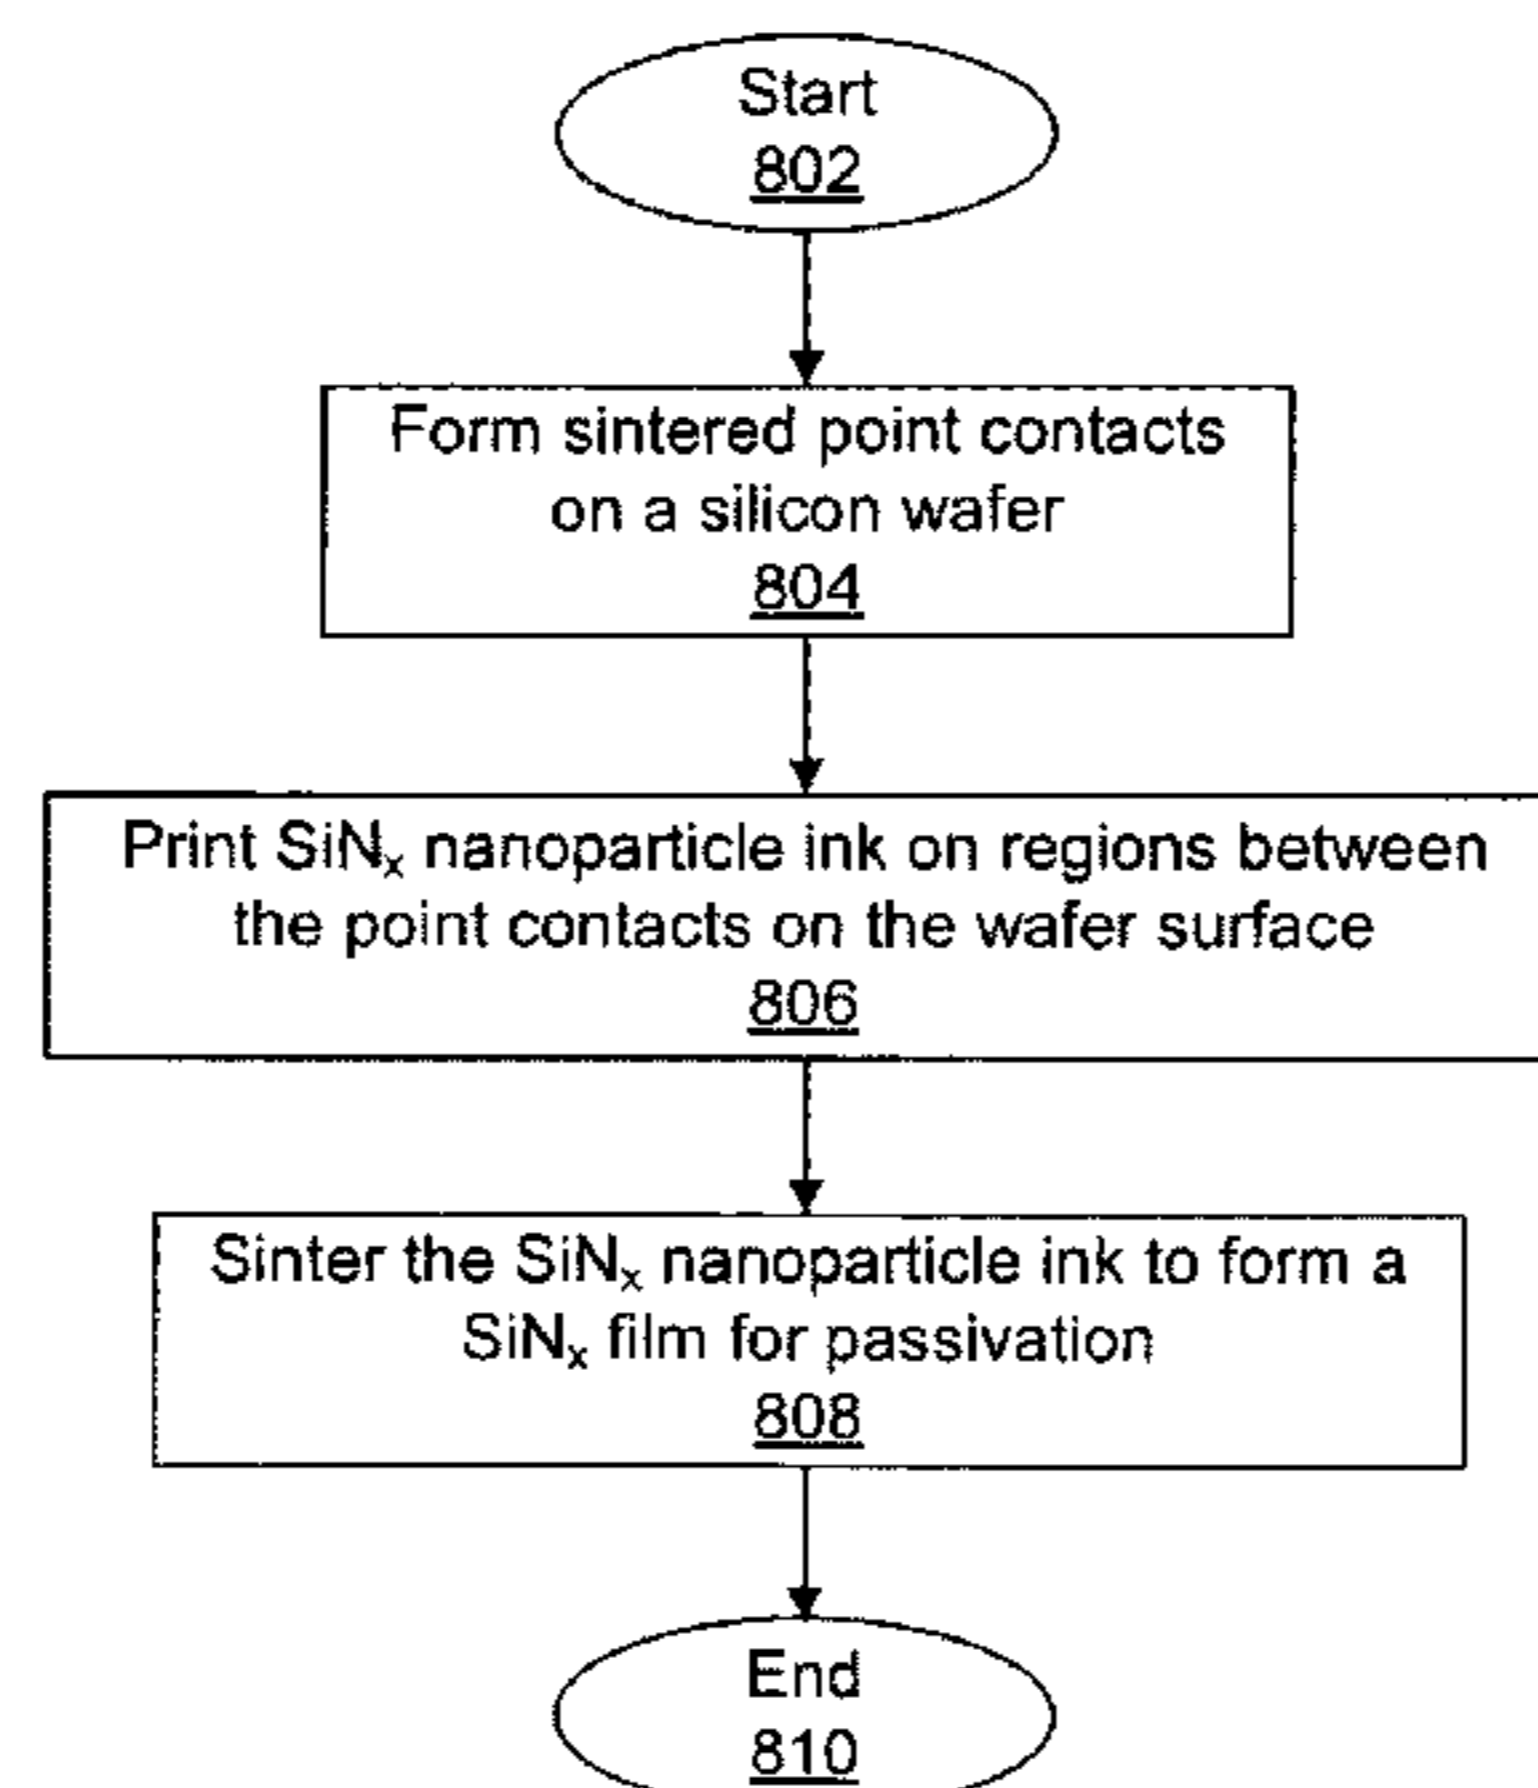 Start
802
Form sintered point contacts
on a silicon wafer
804
Print SiNₓ nanoparticle ink on regions between
the point contacts on the wafer surface
806
Sinter the SiNₓ nanoparticle ink to form a
SiNₓ film for passivation
808
End
810